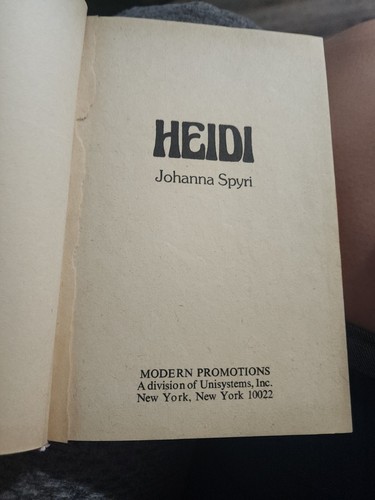 HEIDI
Johanna Spyri
MODERN PROMOTIONS
A division of Unisystems, Inc.
New York, New York 10022